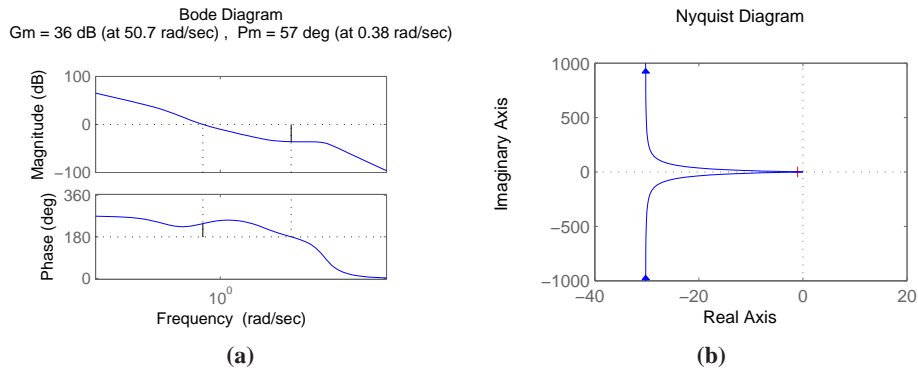 Bode Diagram
Gm = 36 dB (at 50.7 rad/sec) , Pm = 57 deg (at 0.38 rad/sec)
Magnitude (dB)
100
0
−100
Phase (deg)
360
180
0
10^0
Frequency (rad/sec)
(a)
Nyquist Diagram
Imaginary Axis
1000
500
0
−500
−1000
−40
−20
0
20
Real Axis
(b)